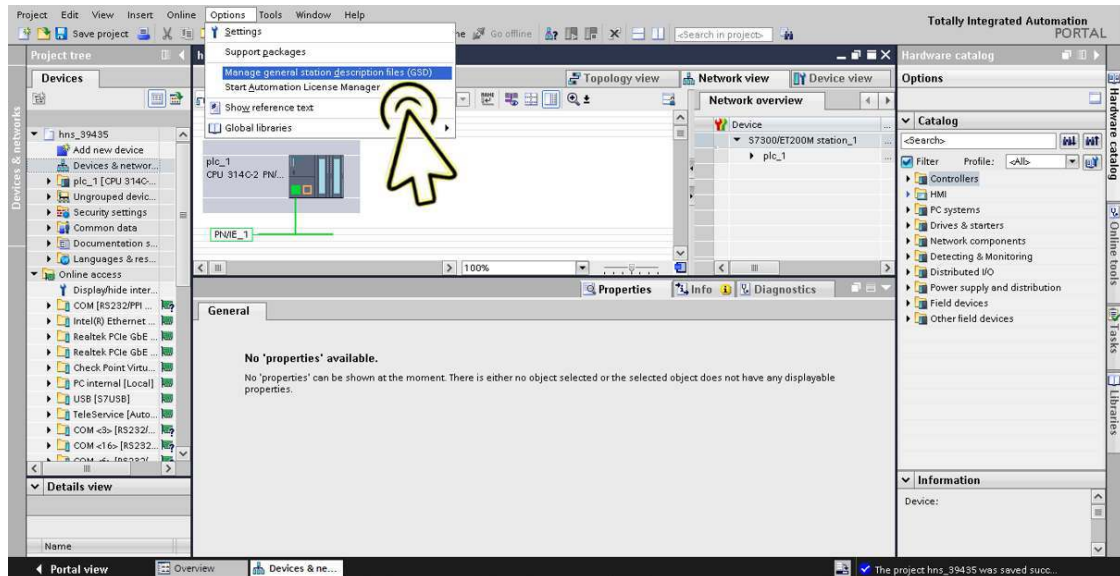 Project Edit View Insert Online Options Tools Window Help
Totally Integrated Automation
PORTAL
Save project
Go offline
<Search in project>
Settings
Support packages
Manage general station description files (GSD)
Start Automation License Manager
Show reference text
Global libraries
Project tree
Devices
Devices & networks
hns_39435
Add new device
Devices & networ...
plc_1 [CPU 314C-...
Ungrouped devic...
Security settings
Common data
Documentation s...
Languages & res...
Online access
Display/hide inter...
COM [RS232/PPI ...
Intel(R) Ethernet ...
Realtek PCIe GbE ...
Realtek PCIe GbE ...
Check Point Virtu...
PC internal [Local]
USB [S7USB]
TeleService [Auto...
COM <3> [RS232/...
COM <16> [RS232...
Details view
Name
Topology view
Network view
Device view
plc_1
CPU 314C-2 PN/...
PN/IE_1
100%
Network overview
Device
S7300/ET200M station_1
plc_1
Properties
Info
Diagnostics
General
No 'properties' available.
No 'properties' can be shown at the moment. There is either no object selected or the selected object does not have any displayable
properties.
Hardware catalog
Options
Catalog
<Search>
Filter Profile: <All>
Controllers
HMI
PC systems
Drives & starters
Network components
Detecting & Monitoring
Distributed I/O
Power supply and distribution
Field devices
Other field devices
Information
Device:
Hardware catalog
Online tools
Tasks
Libraries
Portal view
Overview
Devices & ne...
The project hns_39435 was saved succ...